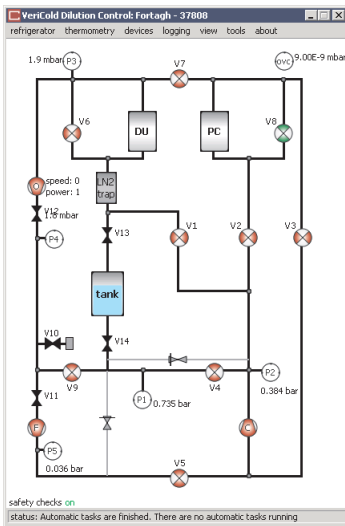 VeriCold Dilution Control: Fortagh - 37808
refrigerator thermometry devices logging view tools about
1.9 mbar P3
OVC 9.00E-9 mbar
V7
V6
DU
PC
V8
speed: 0
power: 1
LN2
trap
V12
1.6 mbar
V13
V1
V2
V3
P4
tank
V10
V14
V11
V9
P1
0.735 bar
V4
P2
0.384 bar
F
C
P5
0.036 bar
V5
safety checks on
status: Automatic tasks are finished. There are no automatic tasks running